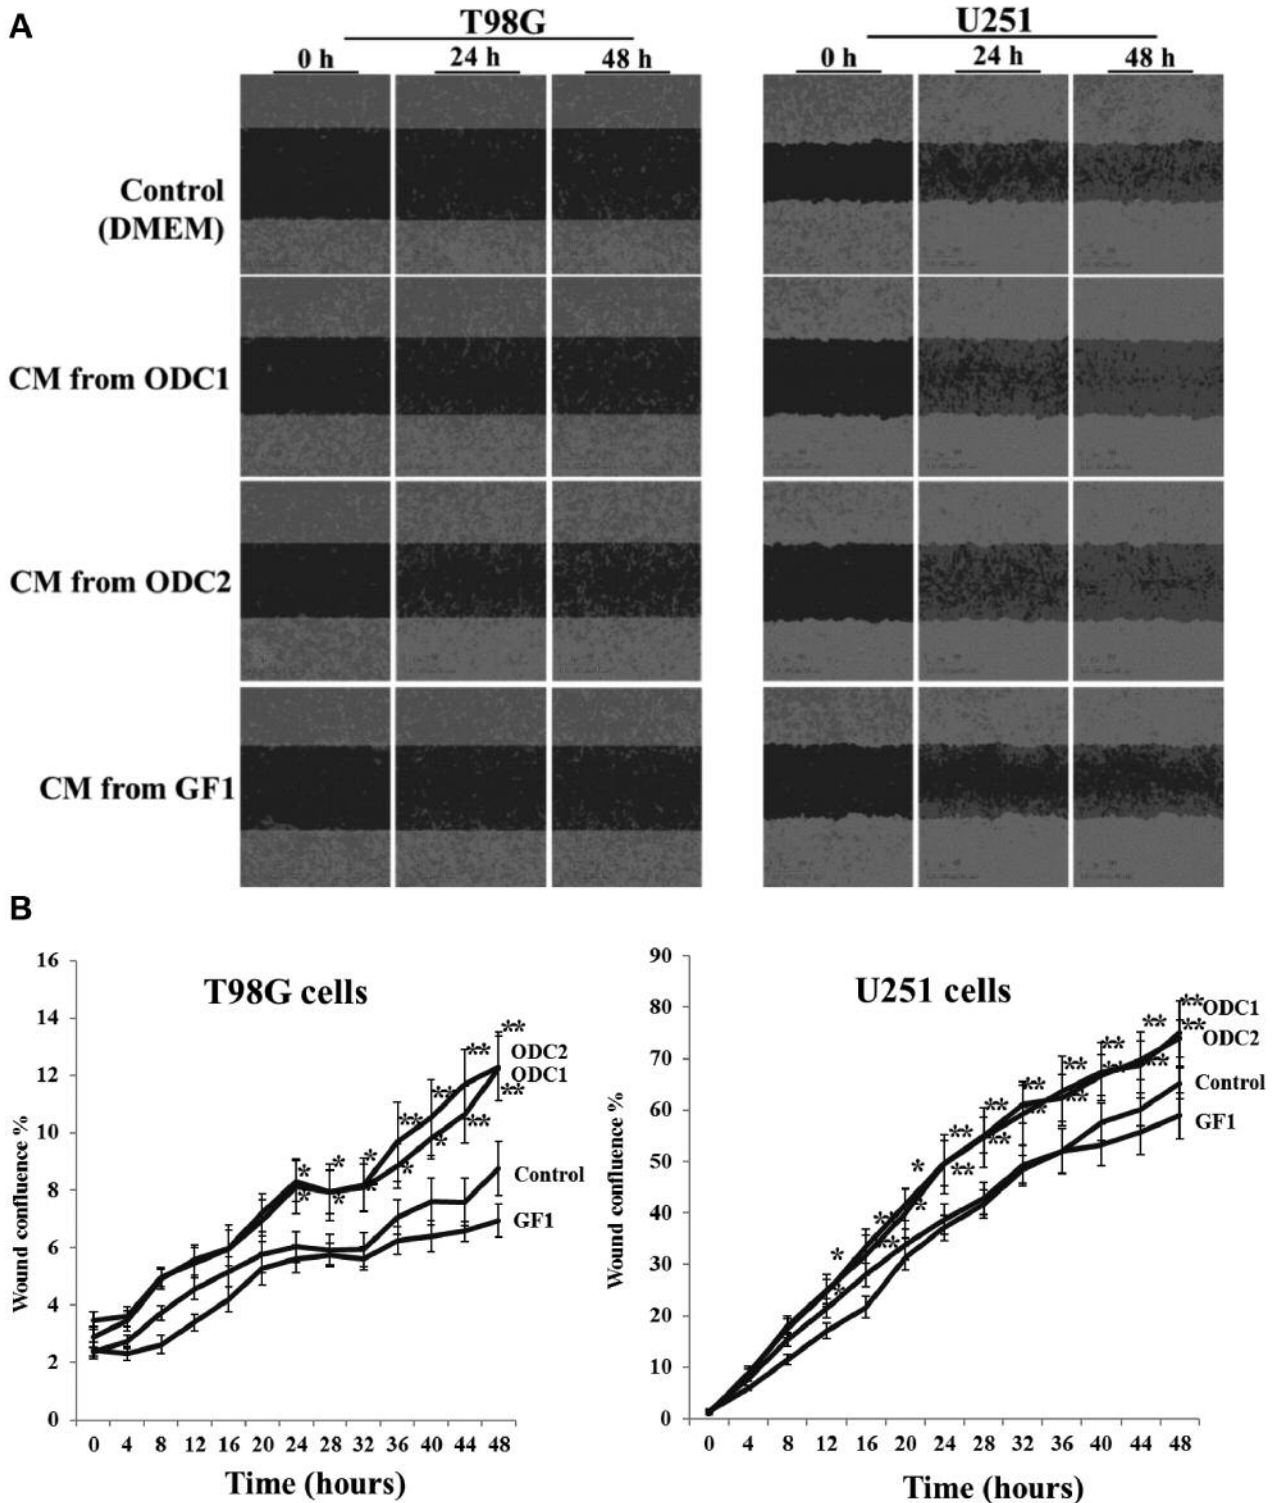 A
T98G
U251
0 h
24 h
48 h
0 h
24 h
48 h
Control
(DMEM)
CM from ODC1
CM from ODC2
CM from GF1
B
T98G cells
Wound confluence %
16
14
12
10
8
6
4
2
0
0 4 8 12 16 20 24 28 32 36 40 44 48
Time (hours)
ODC2
ODC1
Control
GF1
U251 cells
Wound confluence %
90
80
70
60
50
40
30
20
10
0
0 4 8 12 16 20 24 28 32 36 40 44 48
Time (hours)
ODC1
ODC2
Control
GF1